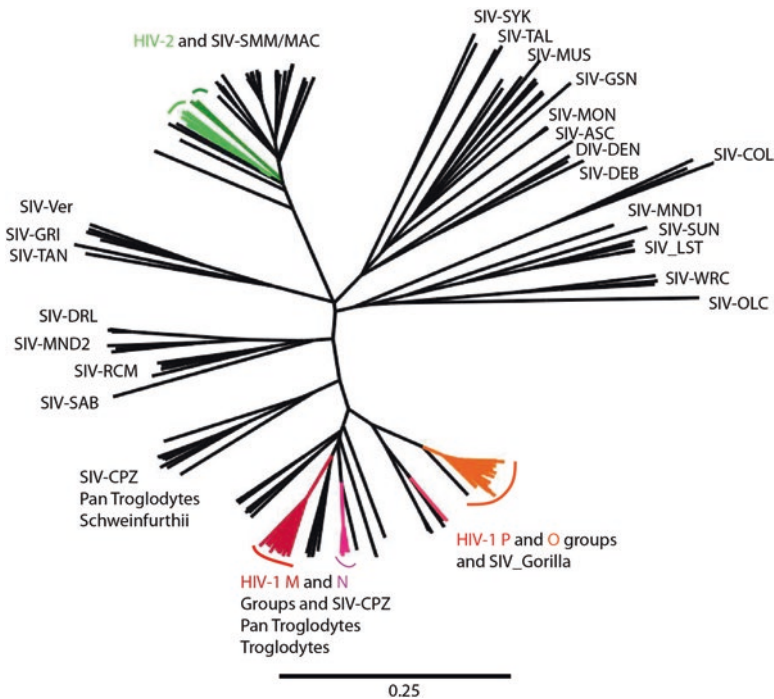 SIV-SYK
SIV-TAL
HIV-2 and SIV-SMM/MAC
SIV-MUS
SIV-GSN
SIV-MON
SIV-ASC
DIV-DEN
SIV-COL
SIV-DEB
SIV-Ver
SIV-MND1
SIV-GRI
SIV-SUN
SIV_LST
SIV-TAN
SIV-WRC
SIV-OLC
SIV-DRL
SIV-MND2
SIV-RCM
SIV-SAB
SIV-CPZ
Pan Troglodytes
Schweinfurthii
HIV-1 P and O groups
and SIV_Gorilla
HIV-1 M and N
Groups and SIV-CPZ
Pan Troglodytes
Troglodytes
0.25